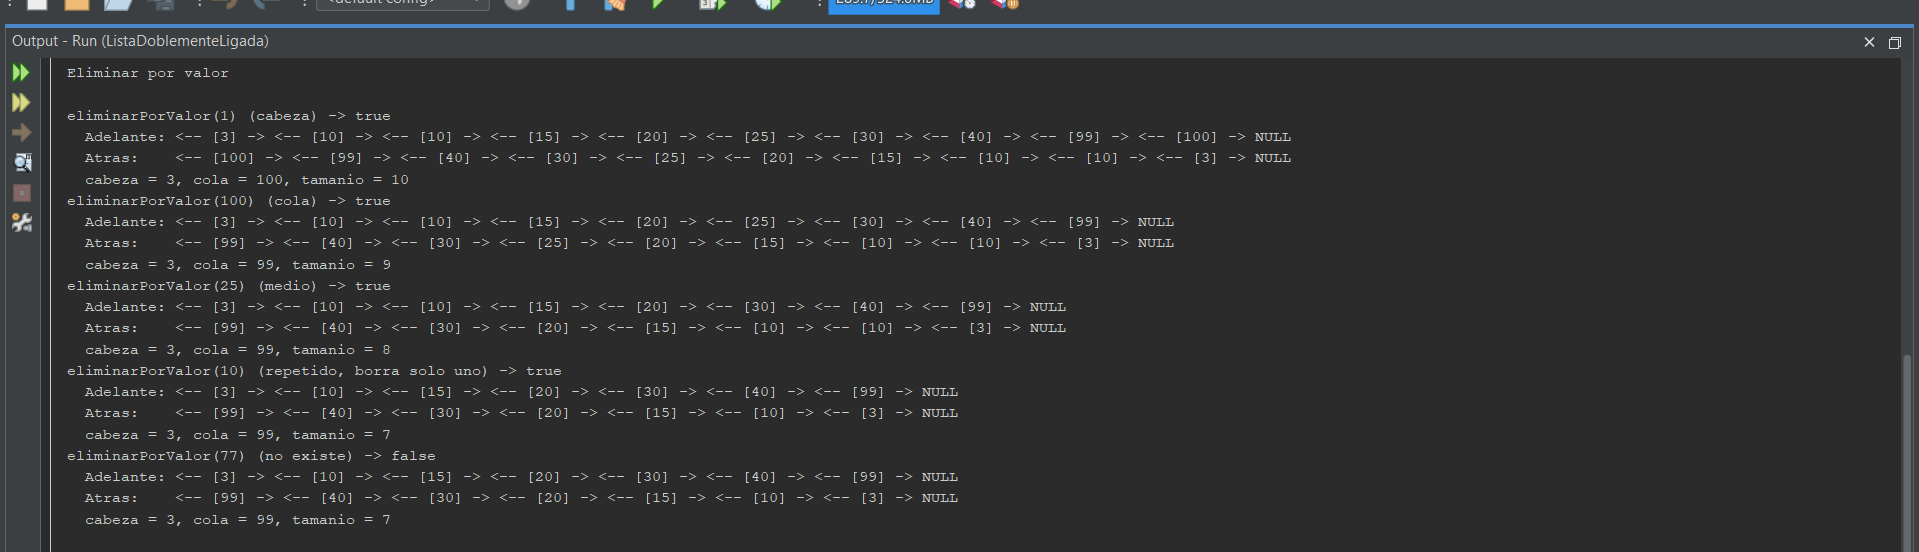 <default config>
289.7/524.0MB
Output - Run (ListaDoblementeLigada)
Eliminar por valor
eliminarPorValor(1) (cabeza) -> true
Adelante: <-- [3] -> <-- [10] -> <-- [10] -> <-- [15] -> <-- [20] -> <-- [25] -> <-- [30] -> <-- [40] -> <-- [99] -> <-- [100] -> NULL
Atras:    <-- [100] -> <-- [99] -> <-- [40] -> <-- [30] -> <-- [25] -> <-- [20] -> <-- [15] -> <-- [10] -> <-- [10] -> <-- [3] -> NULL
cabeza = 3, cola = 100, tamanio = 10
eliminarPorValor(100) (cola) -> true
Adelante: <-- [3] -> <-- [10] -> <-- [10] -> <-- [15] -> <-- [20] -> <-- [25] -> <-- [30] -> <-- [40] -> <-- [99] -> NULL
Atras:    <-- [99] -> <-- [40] -> <-- [30] -> <-- [25] -> <-- [20] -> <-- [15] -> <-- [10] -> <-- [10] -> <-- [3] -> NULL
cabeza = 3, cola = 99, tamanio = 9
eliminarPorValor(25) (medio) -> true
Adelante: <-- [3] -> <-- [10] -> <-- [10] -> <-- [15] -> <-- [20] -> <-- [30] -> <-- [40] -> <-- [99] -> NULL
Atras:    <-- [99] -> <-- [40] -> <-- [30] -> <-- [20] -> <-- [15] -> <-- [10] -> <-- [10] -> <-- [3] -> NULL
cabeza = 3, cola = 99, tamanio = 8
eliminarPorValor(10) (repetido, borra solo uno) -> true
Adelante: <-- [3] -> <-- [10] -> <-- [15] -> <-- [20] -> <-- [30] -> <-- [40] -> <-- [99] -> NULL
Atras:    <-- [99] -> <-- [40] -> <-- [30] -> <-- [20] -> <-- [15] -> <-- [10] -> <-- [3] -> NULL
cabeza = 3, cola = 99, tamanio = 7
eliminarPorValor(77) (no existe) -> false
Adelante: <-- [3] -> <-- [10] -> <-- [15] -> <-- [20] -> <-- [30] -> <-- [40] -> <-- [99] -> NULL
Atras:    <-- [99] -> <-- [40] -> <-- [30] -> <-- [20] -> <-- [15] -> <-- [10] -> <-- [3] -> NULL
cabeza = 3, cola = 99, tamanio = 7